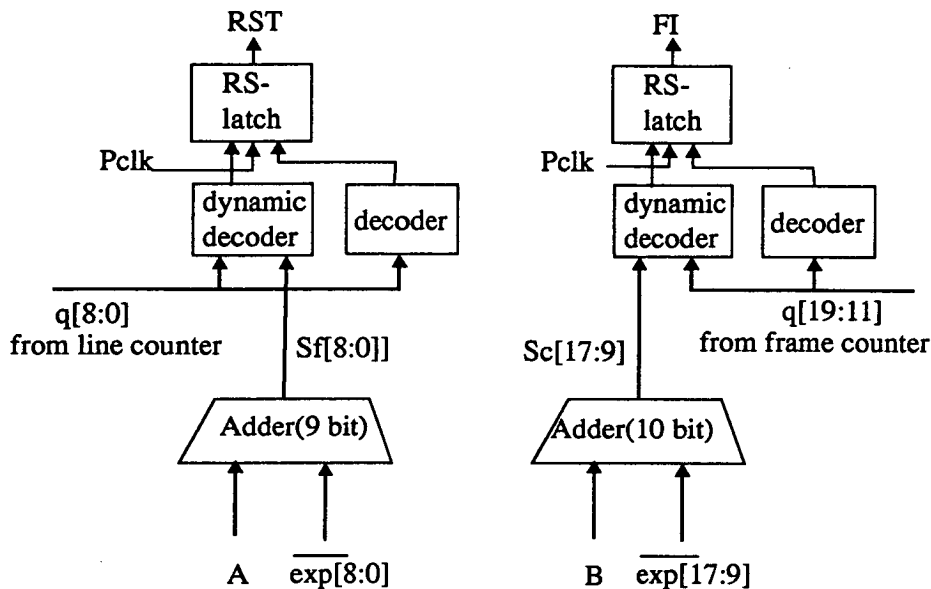 RST
RS-
latch
Pclk
dynamic
decoder
decoder
q[8:0]
from line counter
Sf[8:0]]
Adder(9 bit)
A
exp[8:0]
FI
RS-
latch
Pclk
dynamic
decoder
decoder
q[19:11]
from frame counter
Sc[17:9]
Adder(10 bit)
B
exp[17:9]